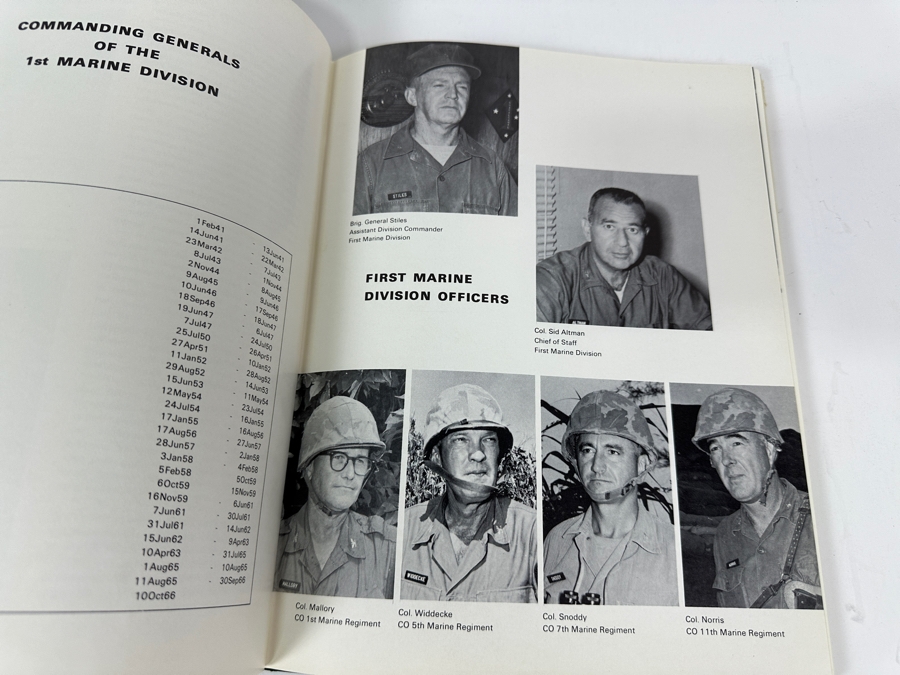 COMMANDING GENERALS
OF THE
1st MARINE DIVISION
1Feb41 - 13Jun41
14Jun41 - 22Mar42
23Mar42 - 7Jul43
8Jul43 - 1Nov44
2Nov44 - 8Aug45
9Aug45 - 9Jun46
10Jun46 - 17Sep46
18Sep46 - 18Jun47
19Jun47 - 6Jul47
7Jul47 - 24Jul50
25Jul50 - 26Apr51
27Apr51 - 10Jan52
11Jan52 - 28Aug52
29Aug52 - 14Jun53
15Jun53 - 11May54
12May54 - 23Jul54
24Jul54 - 16Jan55
17Jan55 - 16Aug56
17Aug56 - 27Jun57
28Jun57 - 2Jan58
3Jan58 - 4Feb58
5Feb58 - 5Oct59
6Oct59 - 15Nov59
16Nov59 - 6Jun61
7Jun61 - 30Jul61
31Jul61 - 14Jun62
15Jun62 - 9Apr63
10Apr63 - 31Jul65
1Aug65
11Aug65 - 30Sep66
10Oct66
STILES
Brig. General Stiles
Assistant Division Commander
First Marine Division
FIRST MARINE
DIVISION OFFICERS
Col. Sid Altman
Chief of Staff
First Marine Division
MALLORY
WIDDECKE
Col. Mallory
CO 1st Marine Regiment
Col. Widdecke
CO 5th Marine Regiment
Col. Snoddy
CO 7th Marine Regiment
Col. Norris
CO 11th Marine Regiment